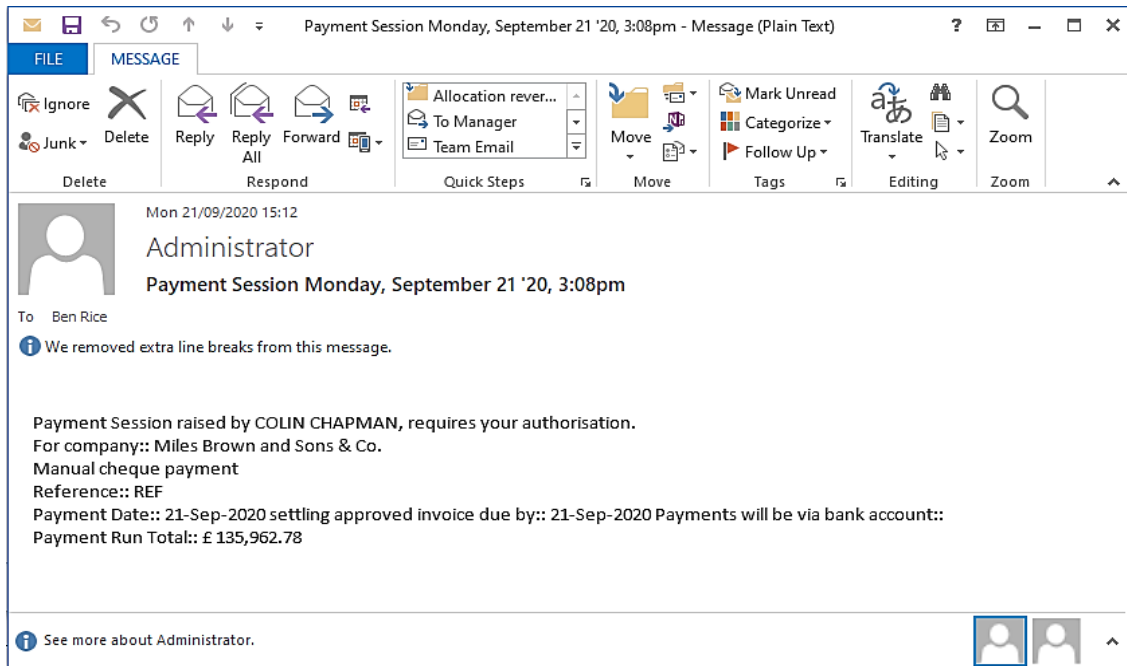 Payment Session Monday, September 21 '20, 3:08pm - Message (Plain Text)
?
FILE MESSAGE
Ignore
Junk
Delete
Delete
Reply
Reply All
Forward
Respond
Allocation rever...
To Manager
Team Email
Quick Steps
Move
Move
Mark Unread
Categorize
Follow Up
Tags
Translate
Editing
Zoom
Zoom
Mon 21/09/2020 15:12
Administrator
Payment Session Monday, September 21 '20, 3:08pm
To Ben Rice
We removed extra line breaks from this message.
Payment Session raised by COLIN CHAPMAN, requires your authorisation.
For company:: Miles Brown and Sons & Co.
Manual cheque payment
Reference:: REF
Payment Date:: 21-Sep-2020 settling approved invoice due by:: 21-Sep-2020 Payments will be via bank account::
Payment Run Total:: £ 135,962.78
See more about Administrator.